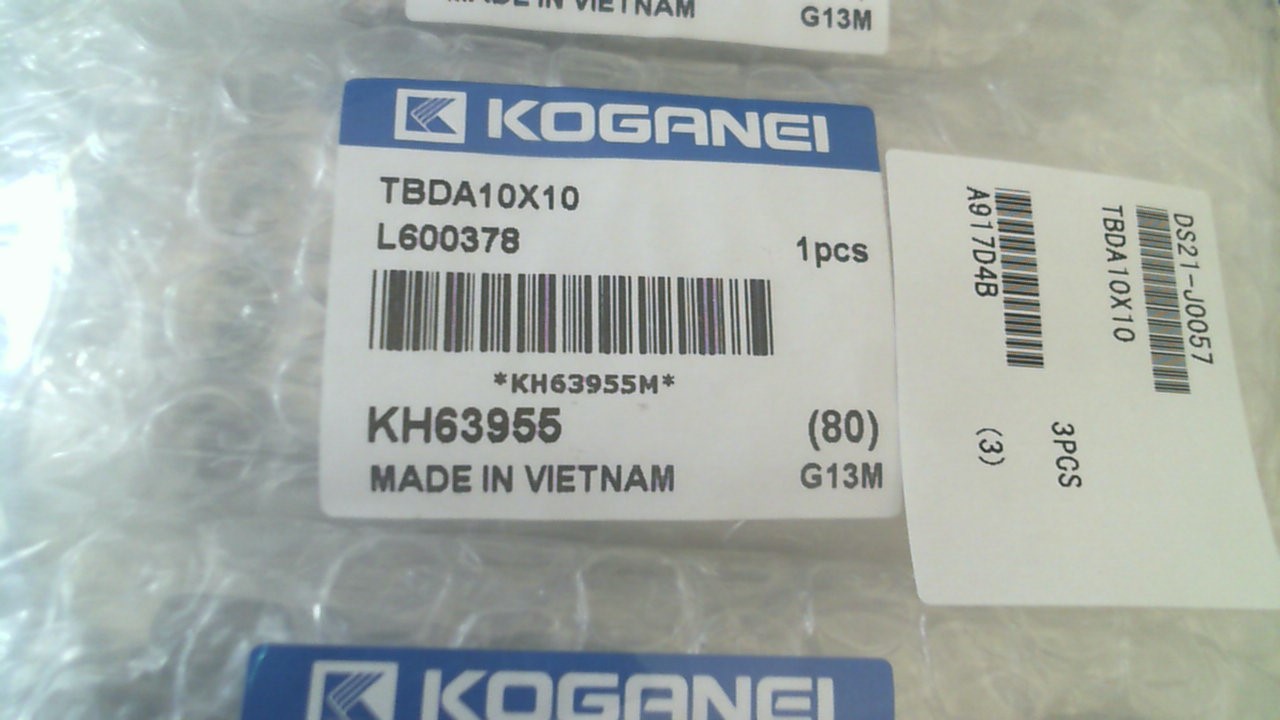 MADE IN VIETNAM
G13M
KOGANEI
TBDA10X10
L600378
1pcs
*KH63955M*
KH63955
(80)
MADE IN VIETNAM
G13M
DS21-J0057
TBDA10X10
3PCS
A917D4B
(3)
KOGANEI